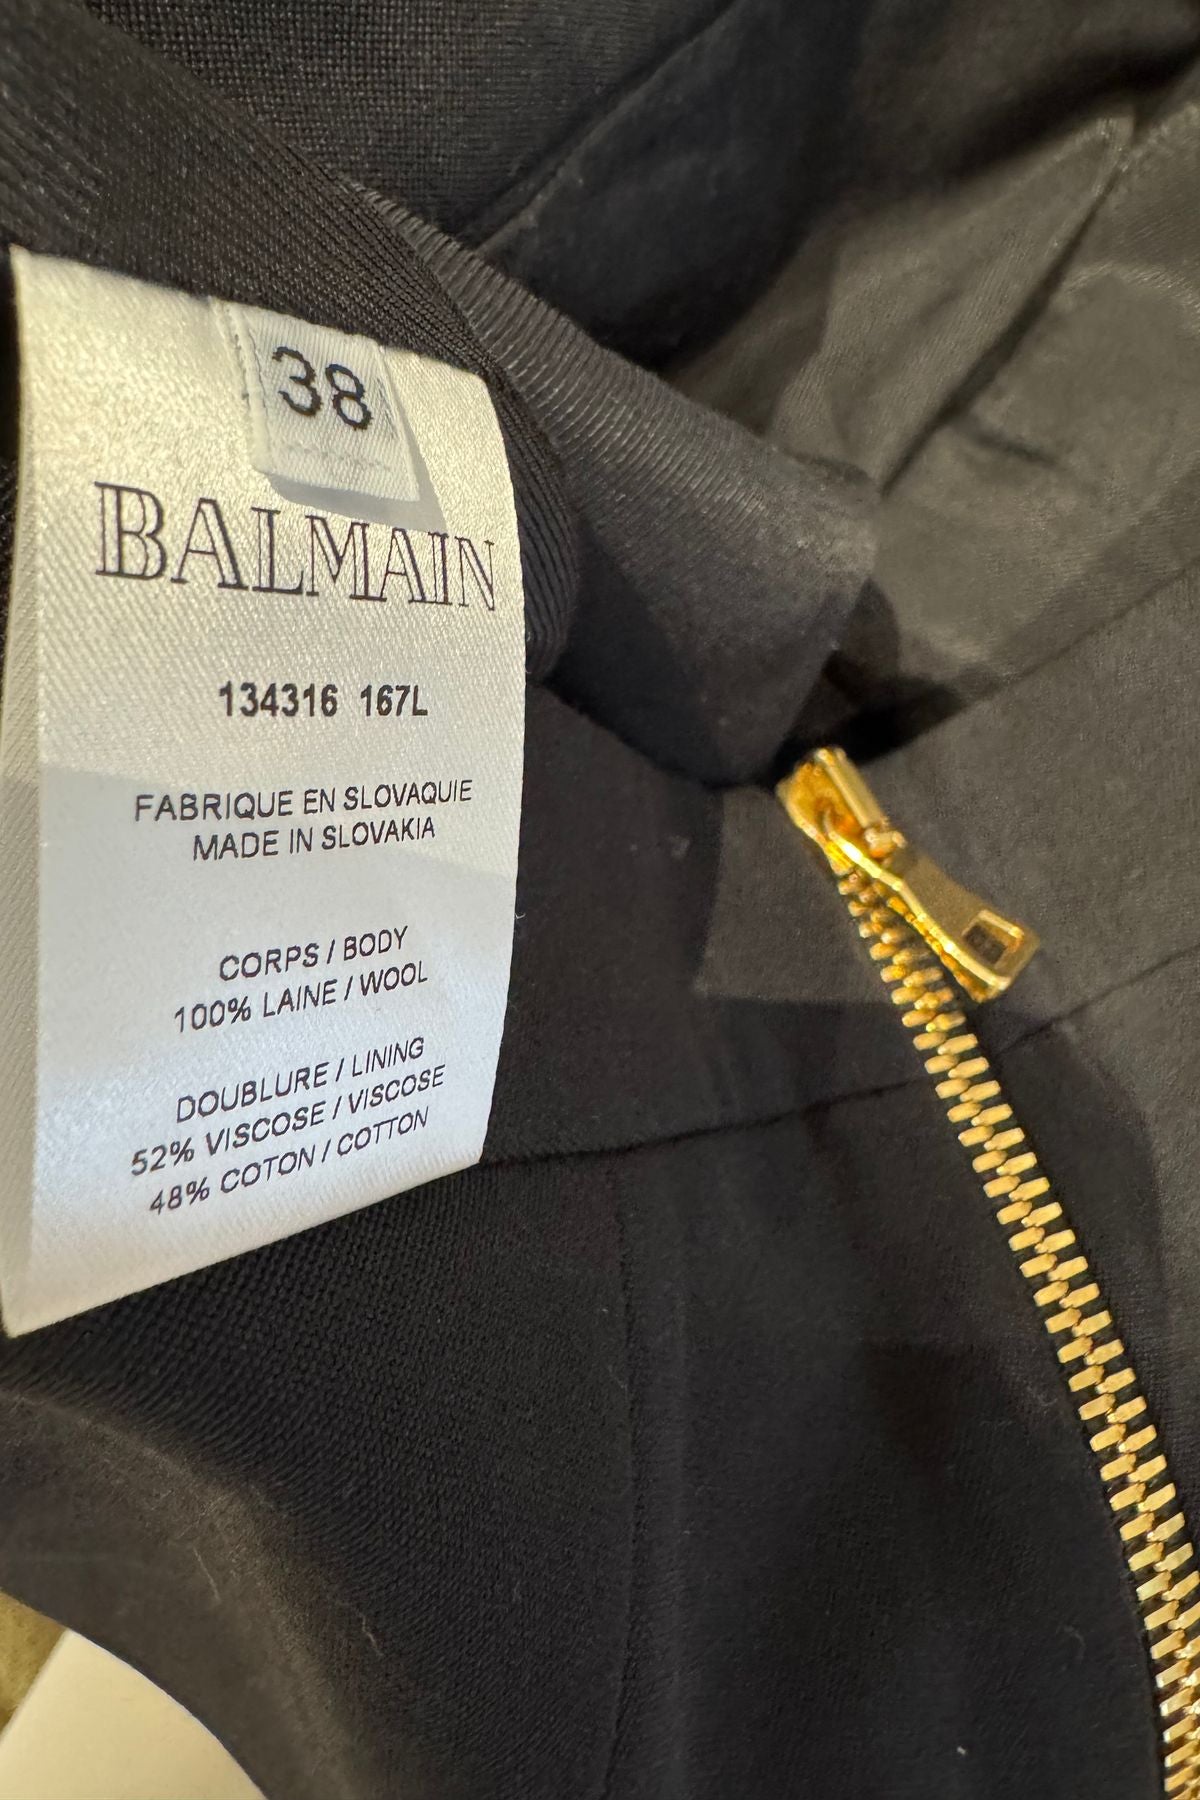 38
BALMAIN
134316 167L
FABRIQUE EN SLOVAQUIE
MADE IN SLOVAKIA
CORPS / BODY
100% LAINE / WOOL
DOUBLURE / LINING
52% VISCOSE / VISCOSE
48% COTON / COTTON